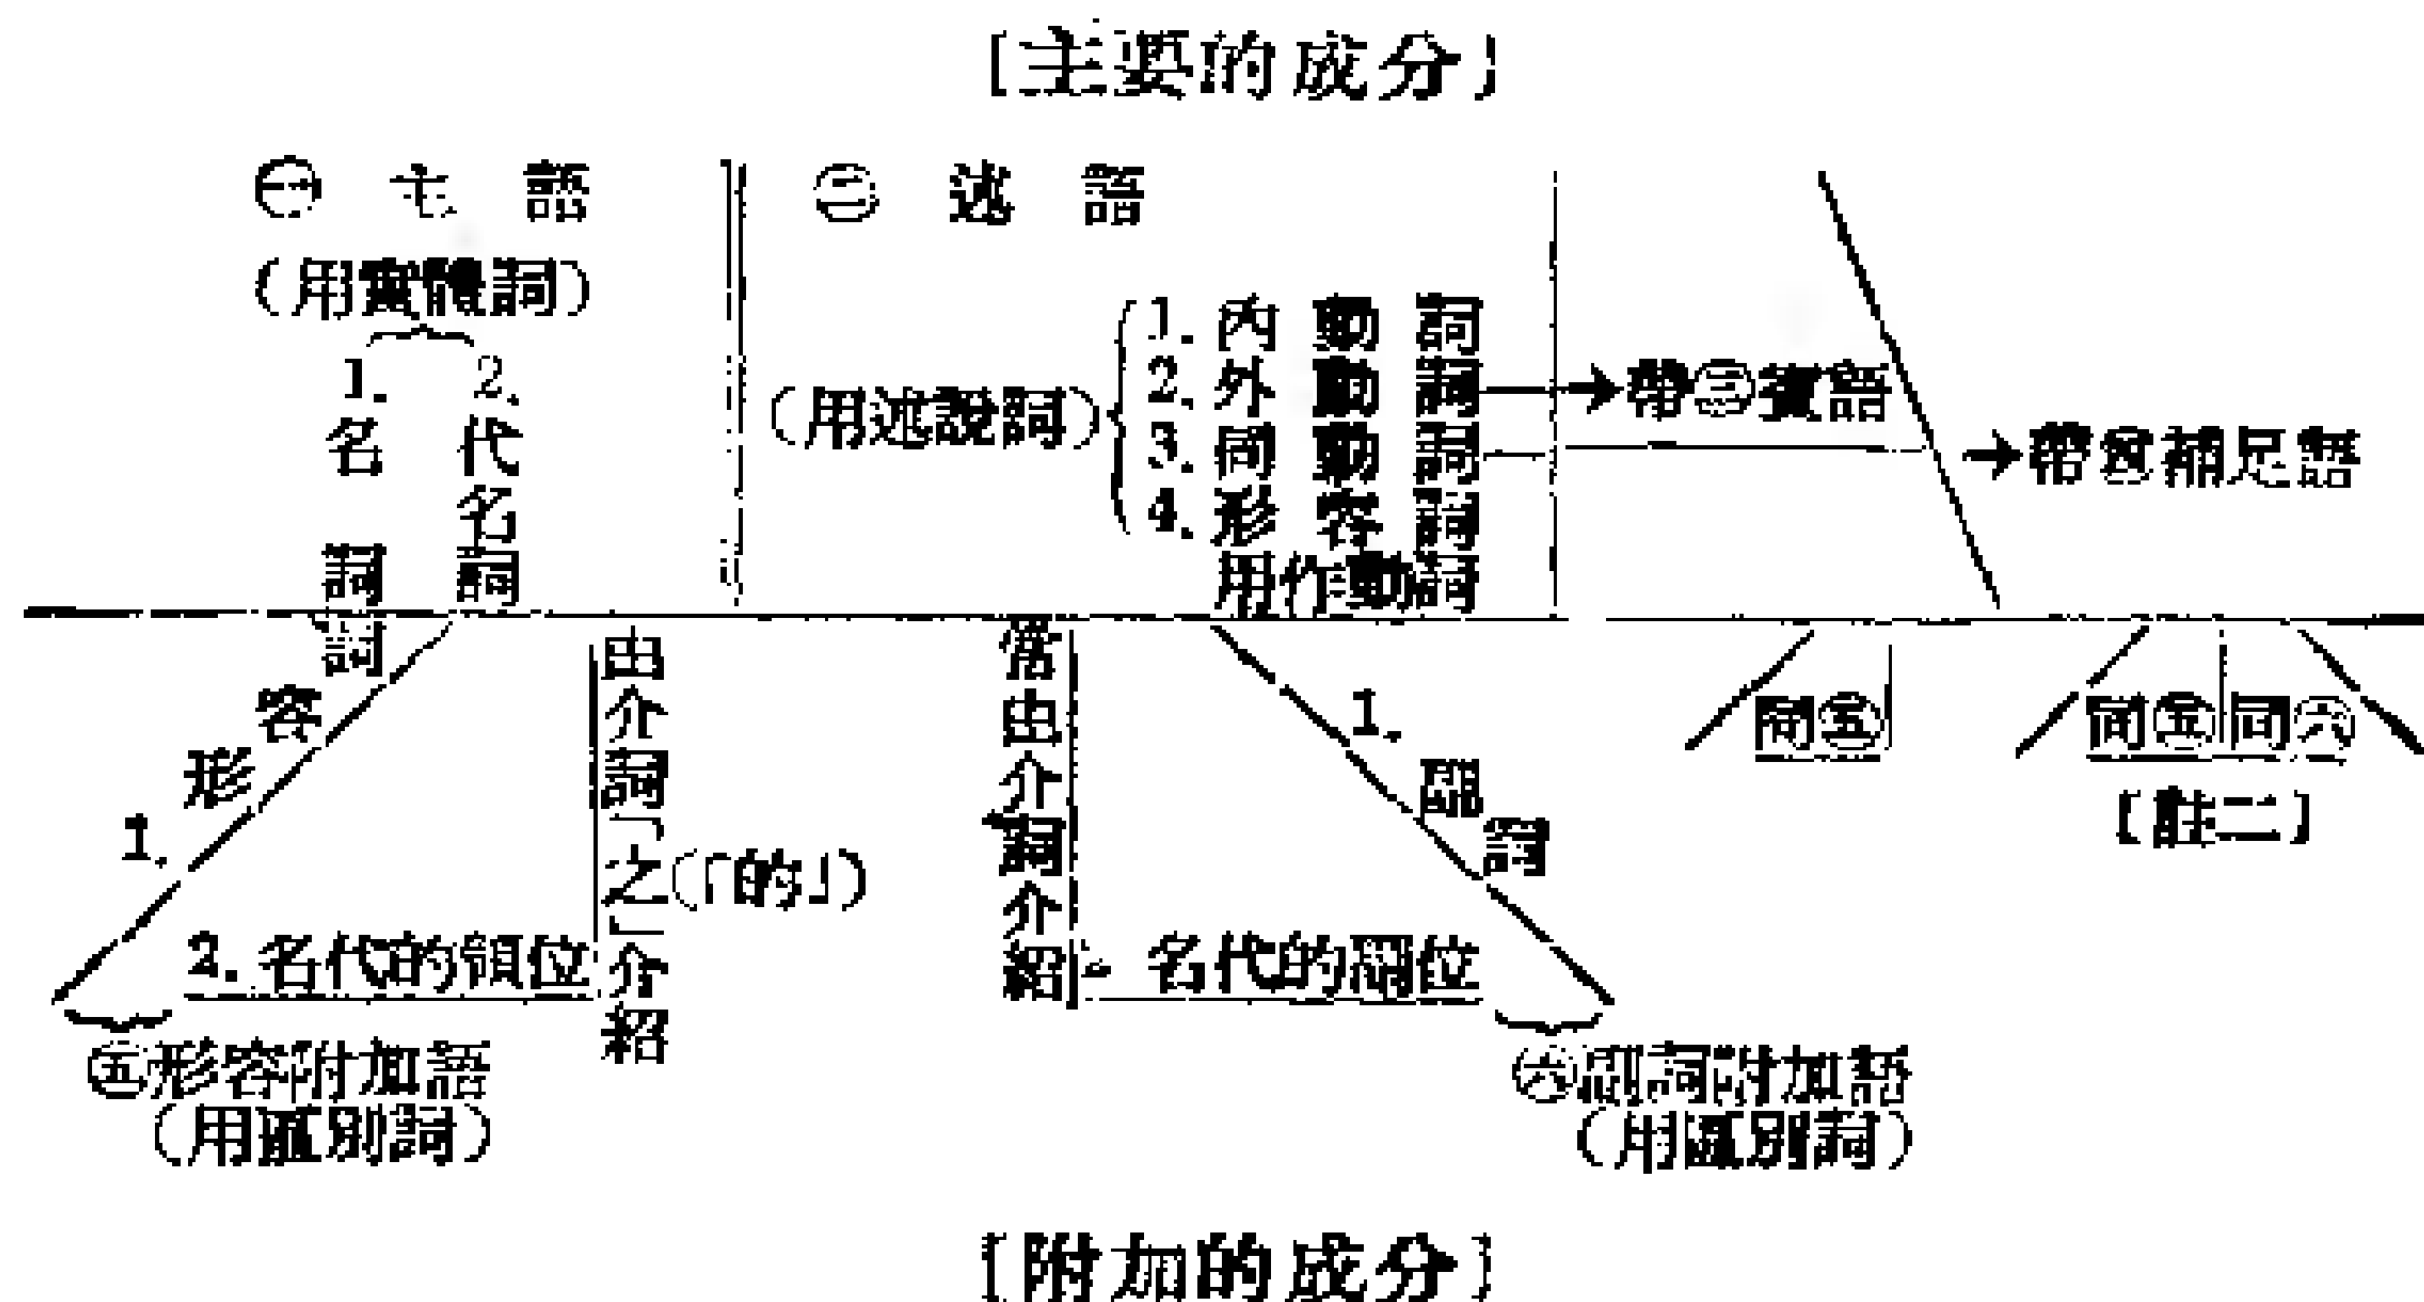 [主要的成分]
㊀ 主語
(用實體詞)
1. 名詞
2. 代名詞
㊁ 述語
(用述說詞)
1. 內動詞
2. 外動詞
3. 同動詞
4. 形容詞
用作動詞
帶㊂賓語
帶㊃補足語
1. 形容詞
2. 名代的領位
由介詞「之」介紹
(「的」)
㊄形容附加語
(用區別詞)
常由介詞介紹
1. 副詞
名代的副位
㊅副詞附加語
(用區別詞)
同㊄
同㊄
同㊅
[註二]
[附加的成分]